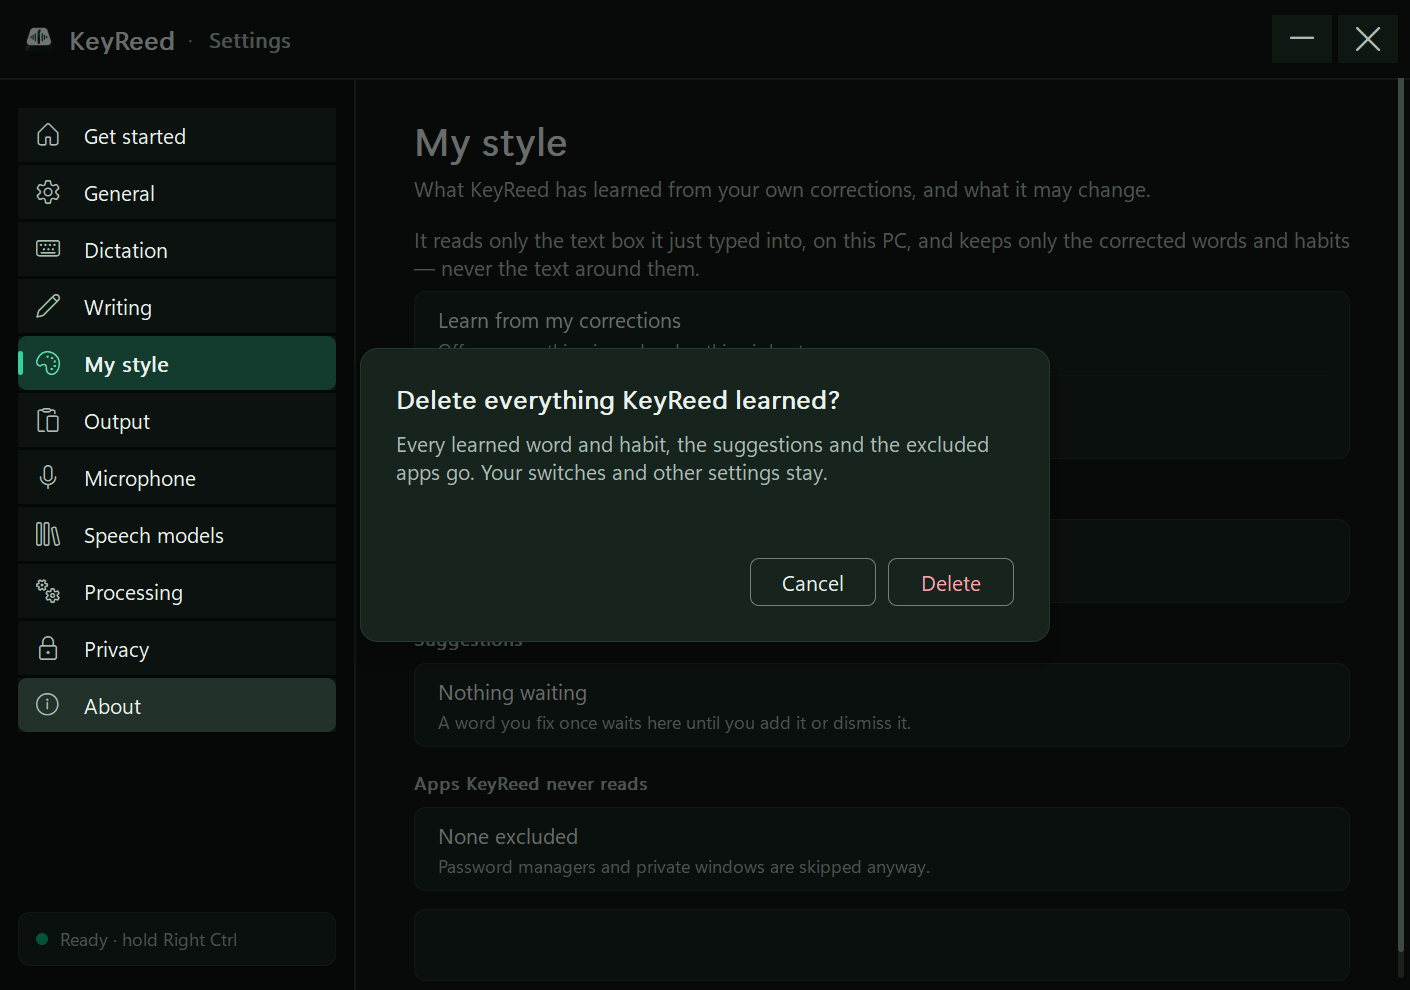 KeyReed · Settings
Get started
General
Dictation
Writing
My style
Output
Microphone
Speech models
Processing
Privacy
About
Ready · hold Right Ctrl
My style
What KeyReed has learned from your own corrections, and what it may change.
It reads only the text box it just typed into, on this PC, and keeps only the corrected words and habits
— never the text around them.
Learn from my corrections
Delete everything KeyReed learned?
Every learned word and habit, the suggestions and the excluded
apps go. Your switches and other settings stay.
Cancel
Delete
Suggestions
Nothing waiting
A word you fix once waits here until you add it or dismiss it.
Apps KeyReed never reads
None excluded
Password managers and private windows are skipped anyway.